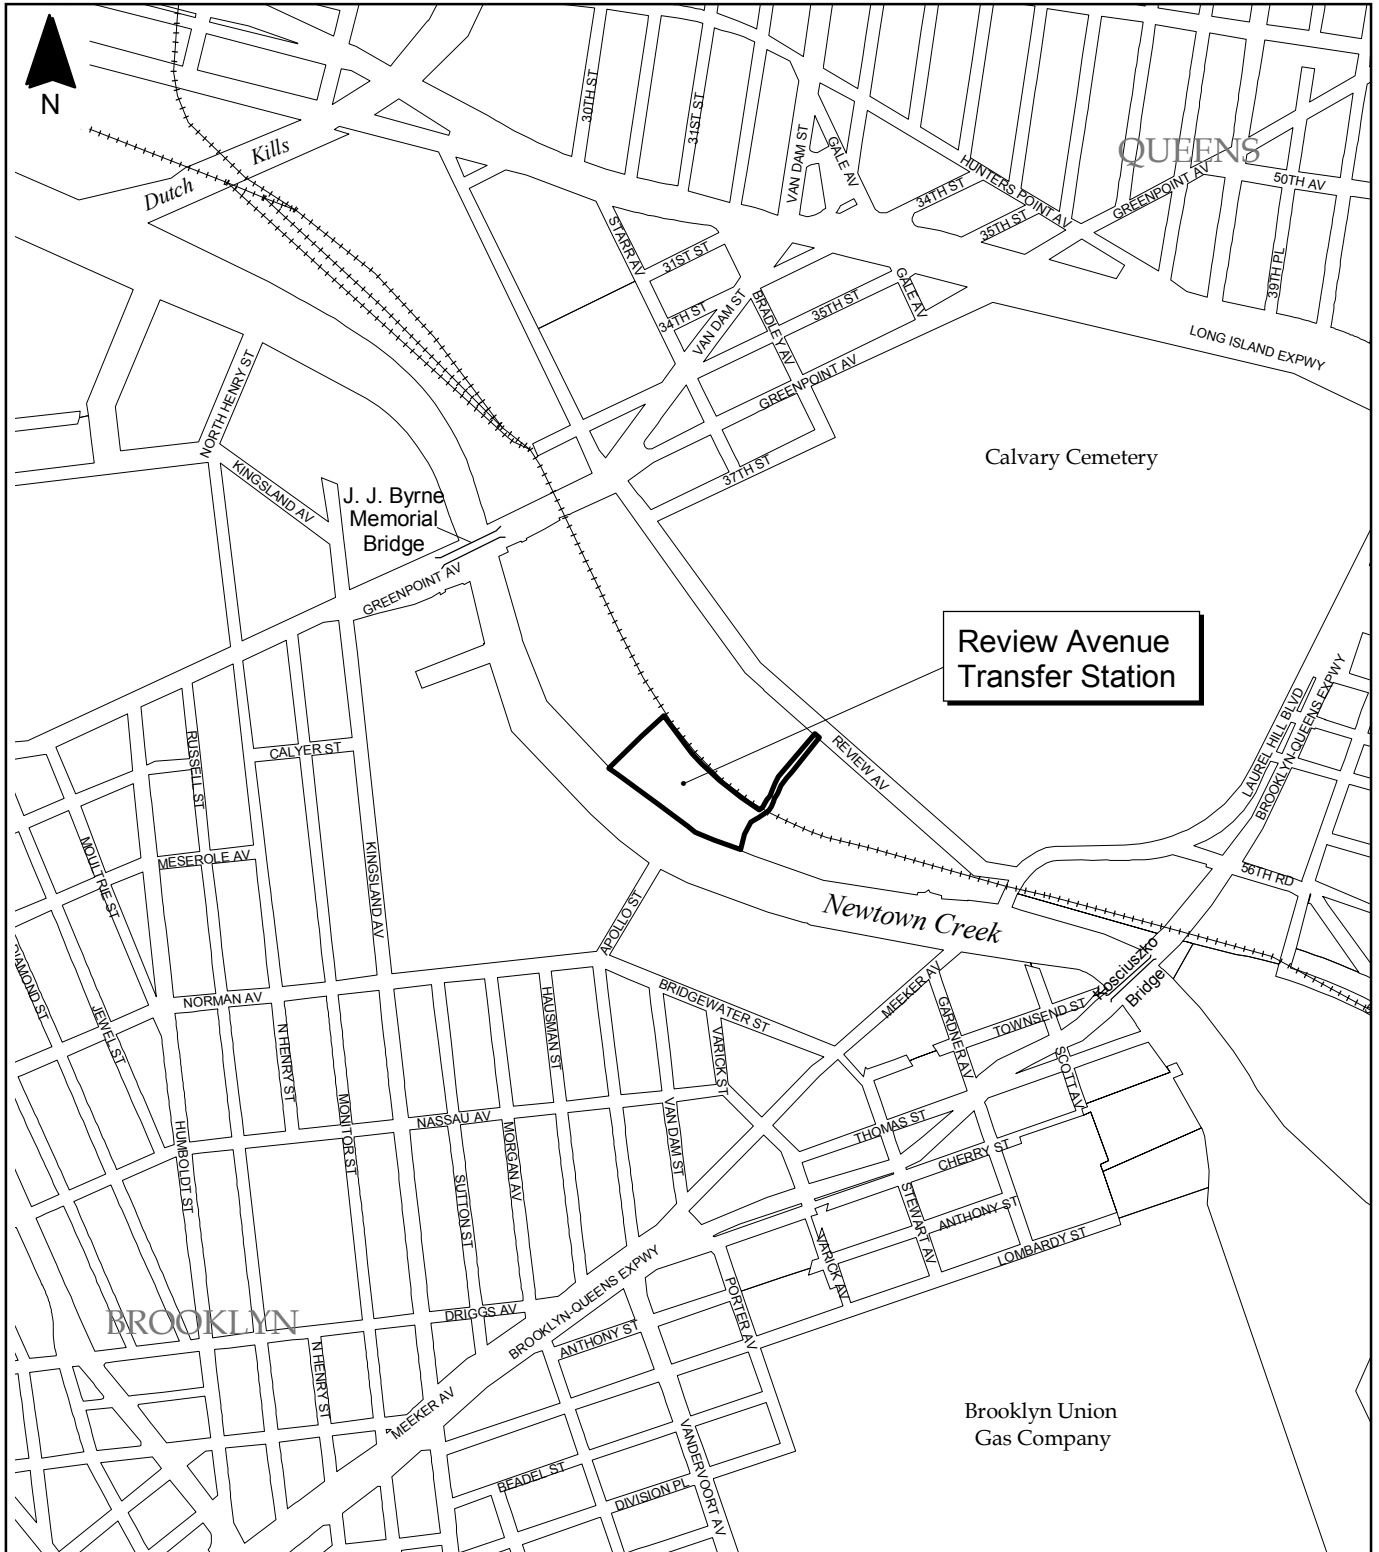 N
Dutch Kills
QUEENS
30TH ST
31ST ST
VAN DAM ST
GALE AV
HUNTERS POINT AV
34TH ST
35TH ST
GREENPOINT AV
50TH AV
39TH PL
STARR AV
31ST ST
34TH ST
VAN DAM ST
BRADLEY AV
35TH ST
GALE AV
GREENPOINT AV
LONG ISLAND EXPWY
NORTH HENRY ST
KINGSLAND AV
37TH ST
Calvary Cemetery
J. J. Byrne
Memorial
Bridge
GREENPOINT AV
Review Avenue
Transfer Station
REVIEW AV
LAUREL HILL BLVD
BROOKLYN-QUEENS EXPWY
RUSSELL ST
CALYER ST
MOULTRIE ST
MESEROLE AV
KINGSLAND AV
56TH RD
Newtown Creek
APOLLO ST
Kosciuszko
Bridge
DIAMOND ST
JEWEL ST
NORMAN AV
N HENRY ST
HAUSMAN ST
BRIDGEWATER ST
VARICK ST
MEEKER AV
GARDNER AV
TOWNSEND ST
SCOTT AV
HUMBOLDT ST
MONITOR ST
NASSAU AV
MORGAN AV
SUTTON ST
VAN DAM ST
THOMAS ST
CHERRY ST
STEWART AV
ANTHONY ST
LOMBARDY ST
VARICK AV
BROOKLYN
DRIGGS AV
BROOKLYN-QUEENS EXPWY
ANTHONY ST
PORTER AV
N HENRY ST
MEEKER AV
BEADEL ST
DIVISION PL
VANDERVOORT AV
Brooklyn Union
Gas Company